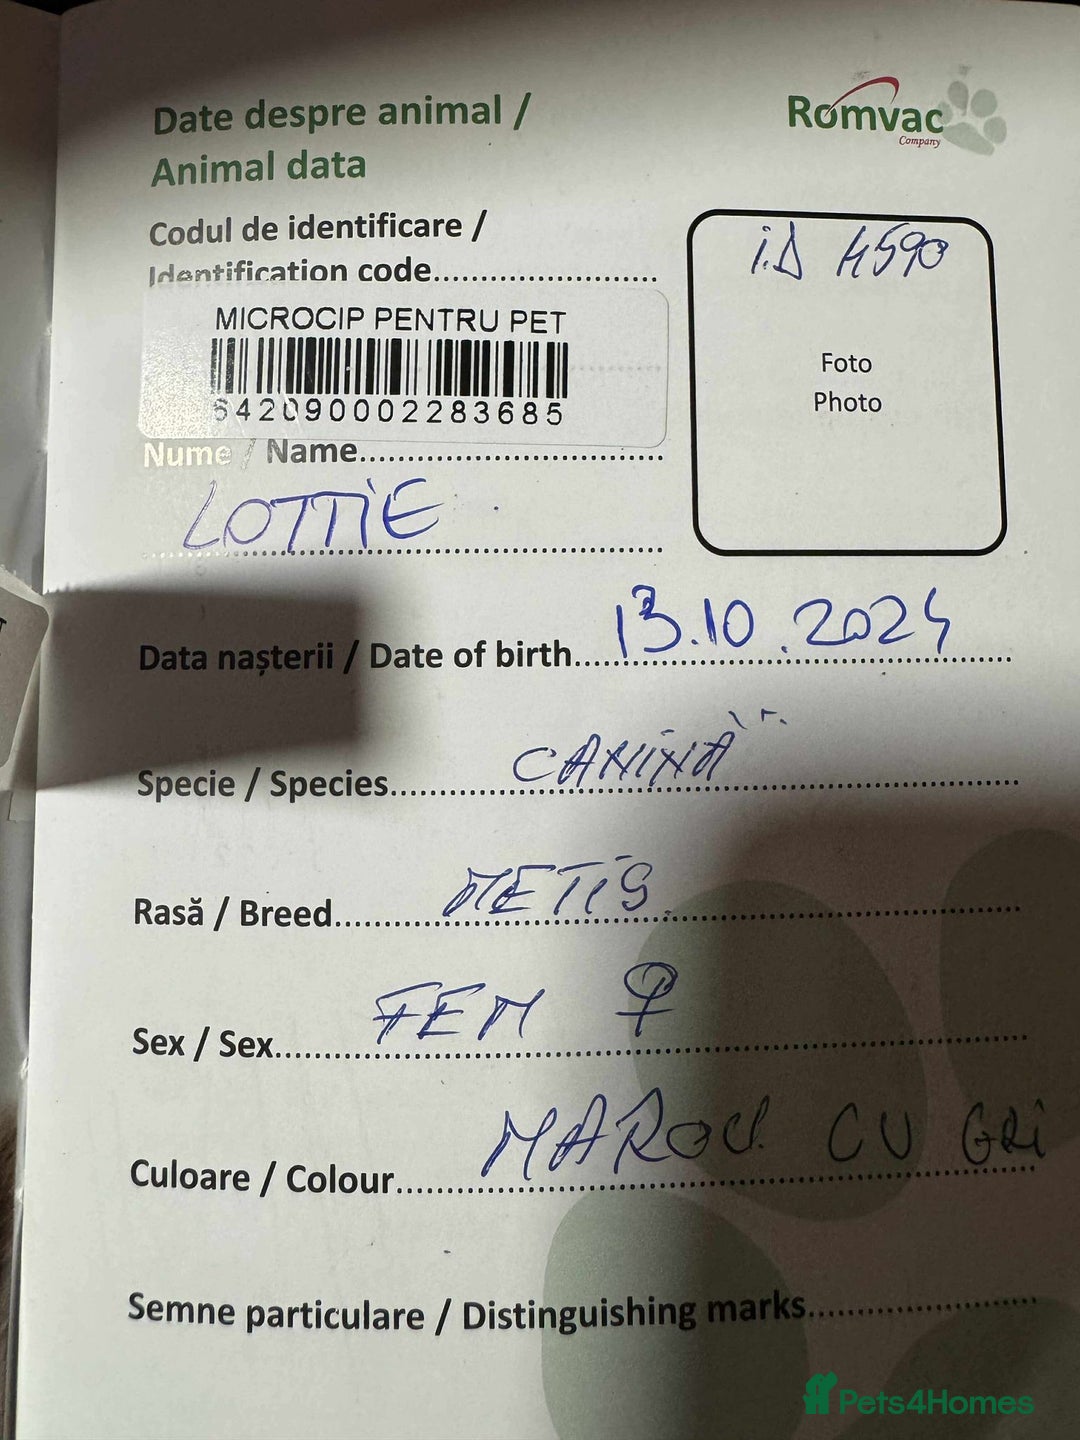 Date despre animal /
Animal data
Romvac
Company
Codul de identificare /
Identification code
MICROCIP PENTRU PET
642090002283685
i.D 4590
Foto
Photo
Nume / Name
LOTTIE
Data nașterii / Date of birth 13.10.2024
Specie / Species CANINĂ
Rasă / Breed METIS
Sex / Sex FEM ♀
Culoare / Colour MARO CU GRI
Semne particulare / Distinguishing marks
Pets4Homes